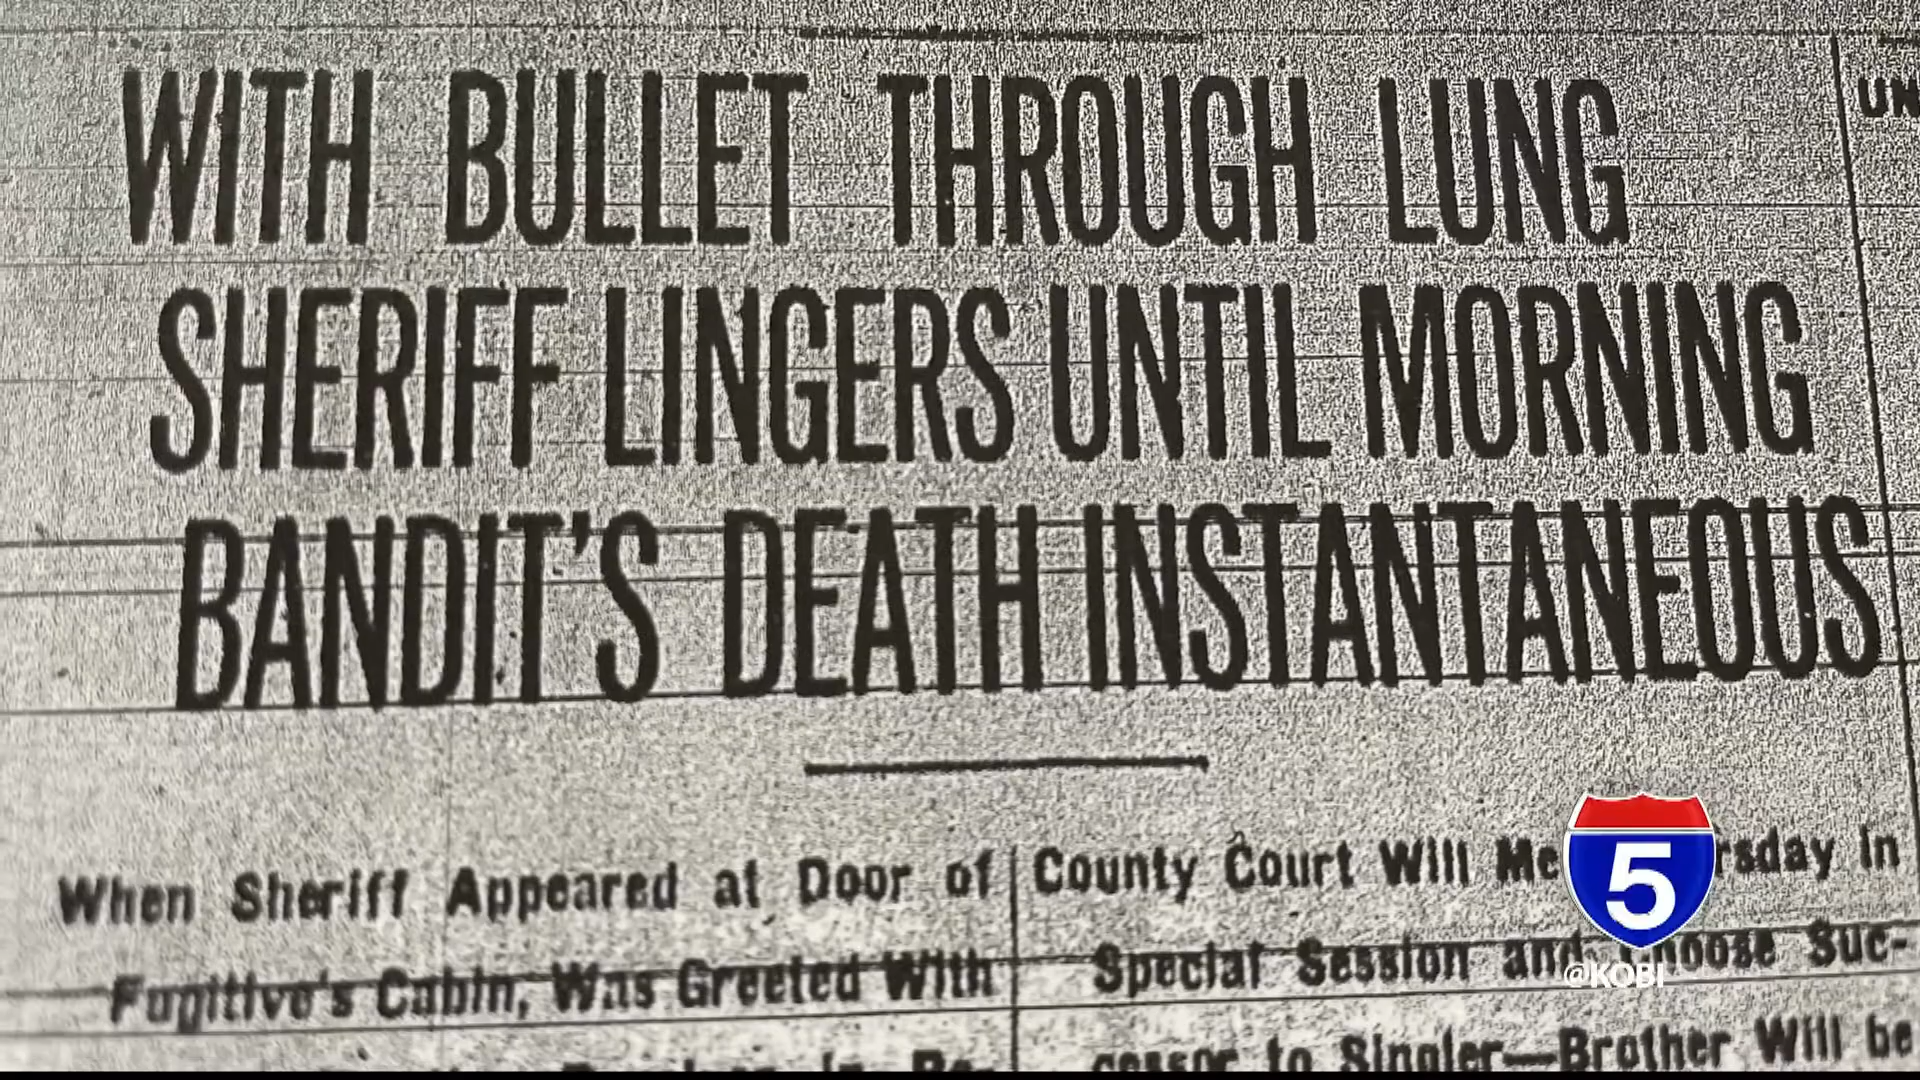 WITH BULLET THROUGH LUNG
SHERIFF LINGERS UNTIL MORNING
BANDIT'S DEATH INSTANTANEOUS
UN
When Sheriff Appeared at Door of
Fugitive's Cabin, Was Greeted With
County Court Will Me rsday in
Special Session and Choose Suc-
cessor to Singler—Brother Will be
5
@KOBI